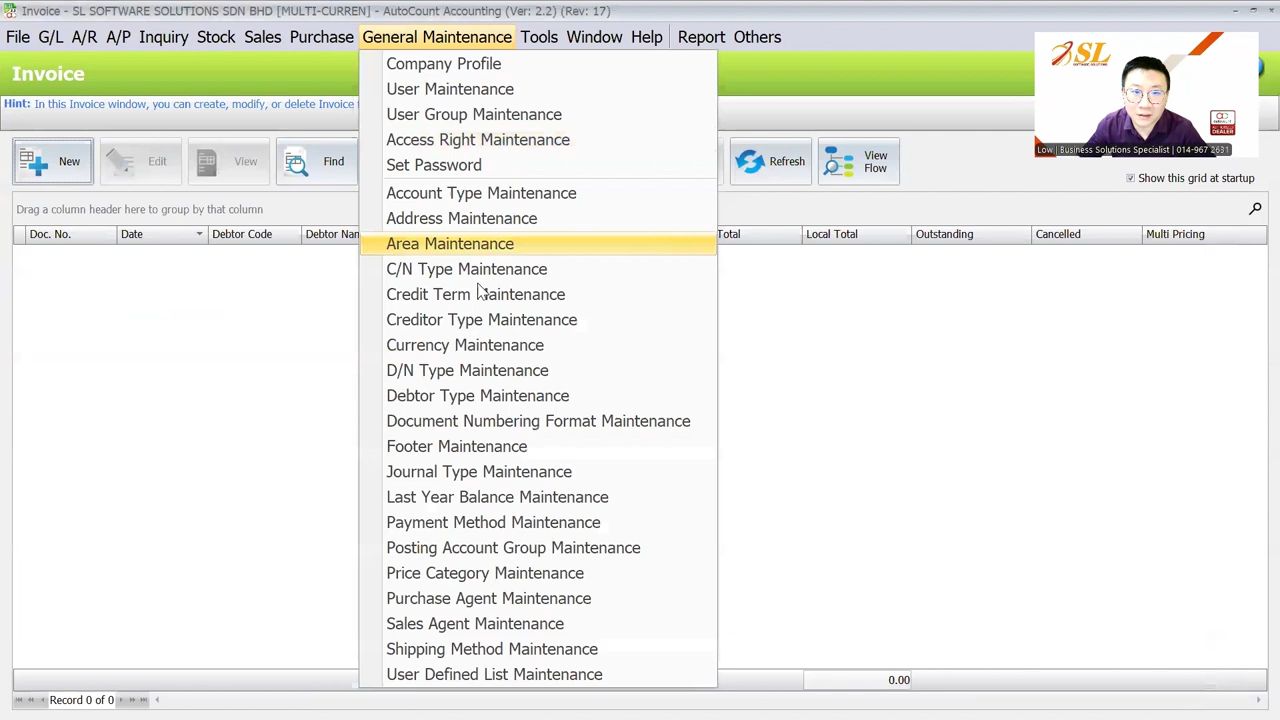 Invoice - SL SOFTWARE SOLUTIONS SDN BHD [MULTI-CURREN] - AutoCount Accounting (Ver: 2.2) (Rev: 17)
File G/L A/R A/P Inquiry Stock Sales Purchase General Maintenance Tools Window Help Report Others
Invoice
Hint: In this Invoice window, you can create, modify, or delete Invoice f
New Edit View Find Refresh View Flow
Show this grid at startup
Drag a column header here to group by that column
Doc. No. Date Debtor Code Debtor Nam Total Local Total Outstanding Cancelled Multi Pricing
Company Profile
User Maintenance
User Group Maintenance
Access Right Maintenance
Set Password
Account Type Maintenance
Address Maintenance
Area Maintenance
C/N Type Maintenance
Credit Term Maintenance
Creditor Type Maintenance
Currency Maintenance
D/N Type Maintenance
Debtor Type Maintenance
Document Numbering Format Maintenance
Footer Maintenance
Journal Type Maintenance
Last Year Balance Maintenance
Payment Method Maintenance
Posting Account Group Maintenance
Price Category Maintenance
Purchase Agent Maintenance
Sales Agent Maintenance
Shipping Method Maintenance
User Defined List Maintenance
0.00
Record 0 of 0
SL
SOFTWARE SOLUTIONS
DEALER
Low | Business Solutions Specialist | 014-967 2631